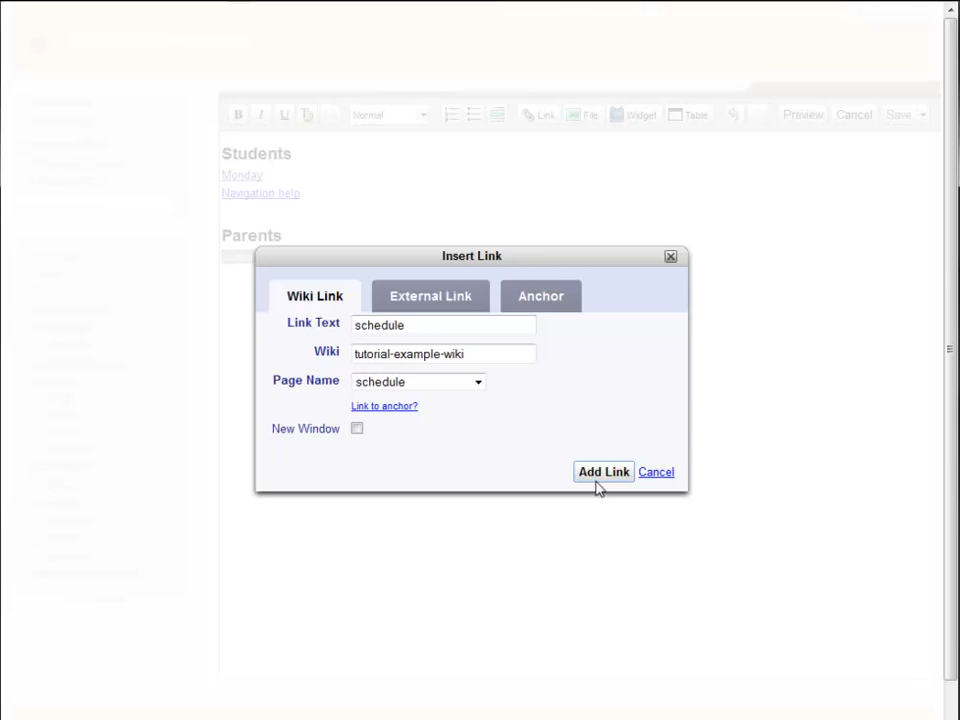 B I U Normal Link File Widget Table Preview Cancel Save
Students
Monday
Navigation help
Parents
Insert Link
Wiki Link External Link Anchor
Link Text schedule
Wiki tutorial-example-wiki
Page Name schedule
Link to anchor?
New Window
Add Link Cancel